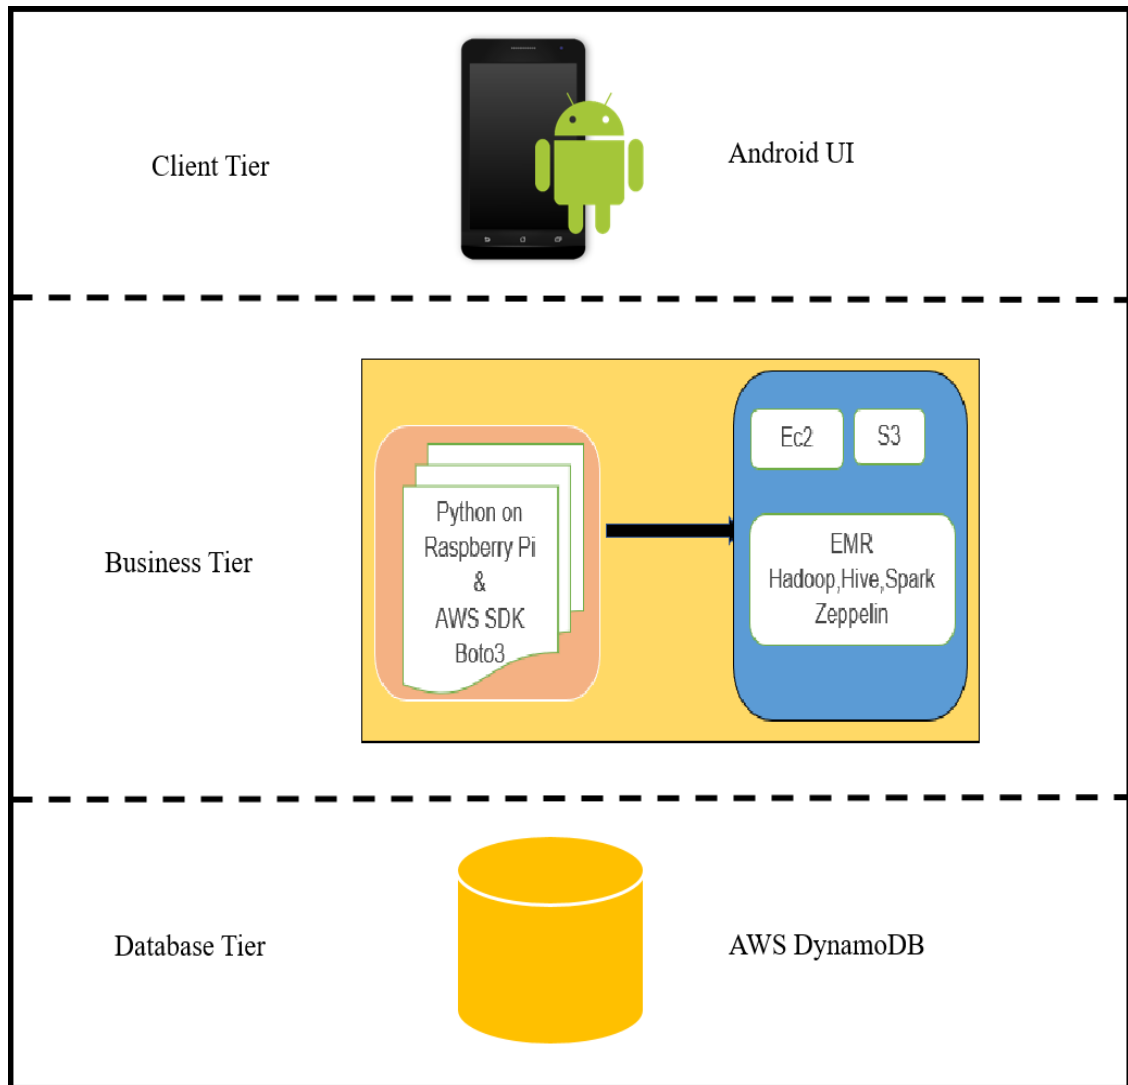 Client Tier
Android UI
Business Tier
Python on
Raspberry Pi
&
AWS SDK
Boto3
Ec2
S3
EMR
Hadoop,Hive,Spark
Zeppelin
Database Tier
AWS DynamoDB